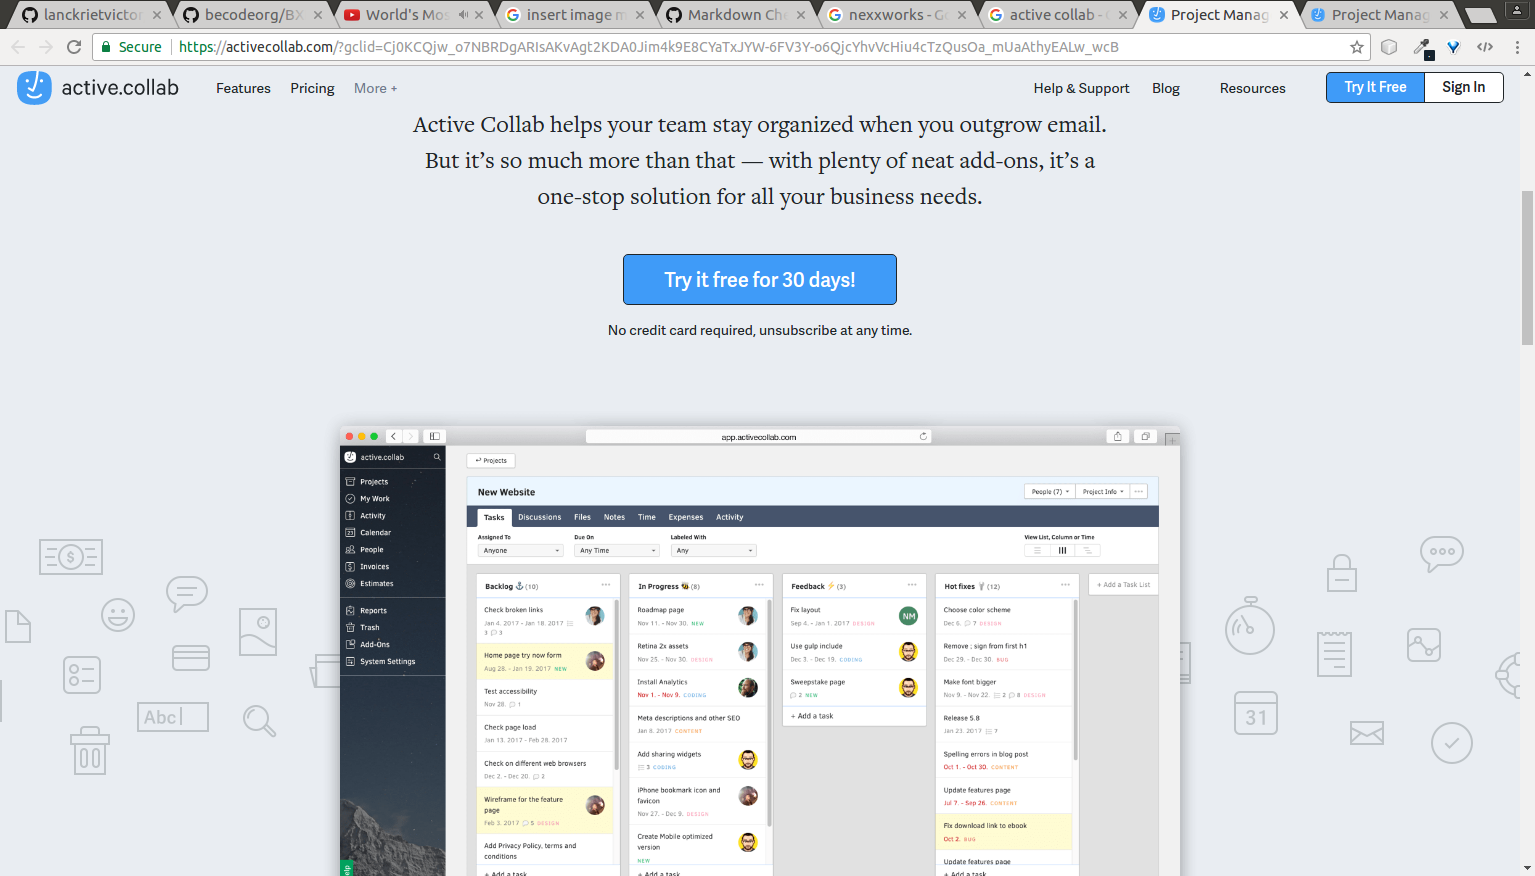 lanckrietvictor
becodeorg/BX
World's Mos
insert image m
Markdown Che
nexxworks - Go
active collab - G
Project Manag
Project Manag
Secure
https://activecollab.com/?gclid=Cj0KCQjw_o7NBRDgARIsAKvAgt2KDA0Jim4k9E8CYaTxJYW-6FV3Y-o6QjcYhvVcHiu4cTzQusOa_mUaAthyEALw_wcB
active.collab
Features
Pricing
More +
Help & Support
Blog
Resources
Try It Free
Sign In
Active Collab helps your team stay organized when you outgrow email.
But it's so much more than that — with plenty of neat add-ons, it's a
one-stop solution for all your business needs.
Try it free for 30 days!
No credit card required, unsubscribe at any time.
app.activecollab.com
active.collab
Projects
My Work
Activity
Calendar
People
Invoices
Estimates
Reports
Trash
Add-Ons
System Settings
Projects
New Website
People (7)
Project Info
Tasks
Discussions
Files
Notes
Time
Expenses
Activity
Assigned To
Anyone
Due On
Any Time
Labeled With
Any
View List, Column or Time
Backlog (10)
Check broken links
Jan 4. 2017 - Jan 18. 2017
3 3
Home page try now form
Aug 28. - Jan 19. 2017 NEW
Test accessibility
Nov 26. 1
Check page load
Jan 13. 2017 - Feb 28. 2017
Check on different web browsers
Dec 2. - Dec 20. 2
Wireframe for the feature
page
Feb 3. 2017 5 DESIGN
Add Privacy Policy, terms and
conditions
+ Add a task
In Progress (8)
Roadmap page
Nov 11. - Nov 30. NEW
Retina 2x assets
Nov 25. - Nov 30. DESIGN
Install Analytics
Nov 1. - Nov 9. CODING
Meta descriptions and other SEO
Jan 8. 2017 CONTENT
Add sharing widgets
3 CODING
iPhone bookmark icon and
favicon
Nov 27. - Dec 9. DESIGN
Create Mobile optimized
version
NEW
+ Add a task
Feedback (3)
Fix layout
Sep 4. - Jan 1. 2017 DESIGN
NM
Use gulp include
Dec 3. - Dec 19. CODING
Sweepstake page
2 NEW
+ Add a task
Hot fixes (12)
Choose color scheme
Dec 6. 7 DESIGN
Remove ; sign from first h1
Dec 29. - Dec 30. BUG
Make font bigger
Nov 9. - Nov 22. 2 8 DESIGN
Release 5.8
Jan 23. 2017 7
Spelling errors in blog post
Oct 1. - Oct 30. CONTENT
Update features page
Jul 7. - Sep 26. CONTENT
Fix download link to ebook
Oct 2. BUG
Update features page
+ Add a task
+ Add a Task List
Abc
31